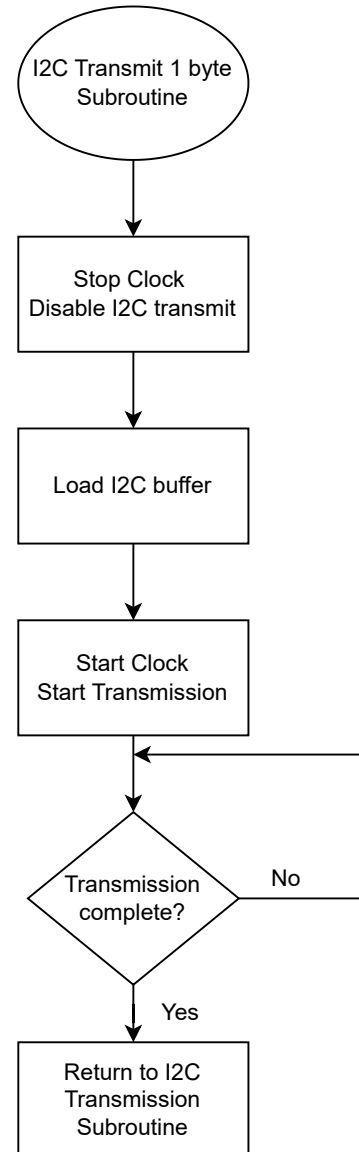 I2C Transmit 1 byte
Subroutine
Stop Clock
Disable I2C transmit
Load I2C buffer
Start Clock
Start Transmission
Transmission
complete?
No
Yes
Return to I2C
Transmission
Subroutine